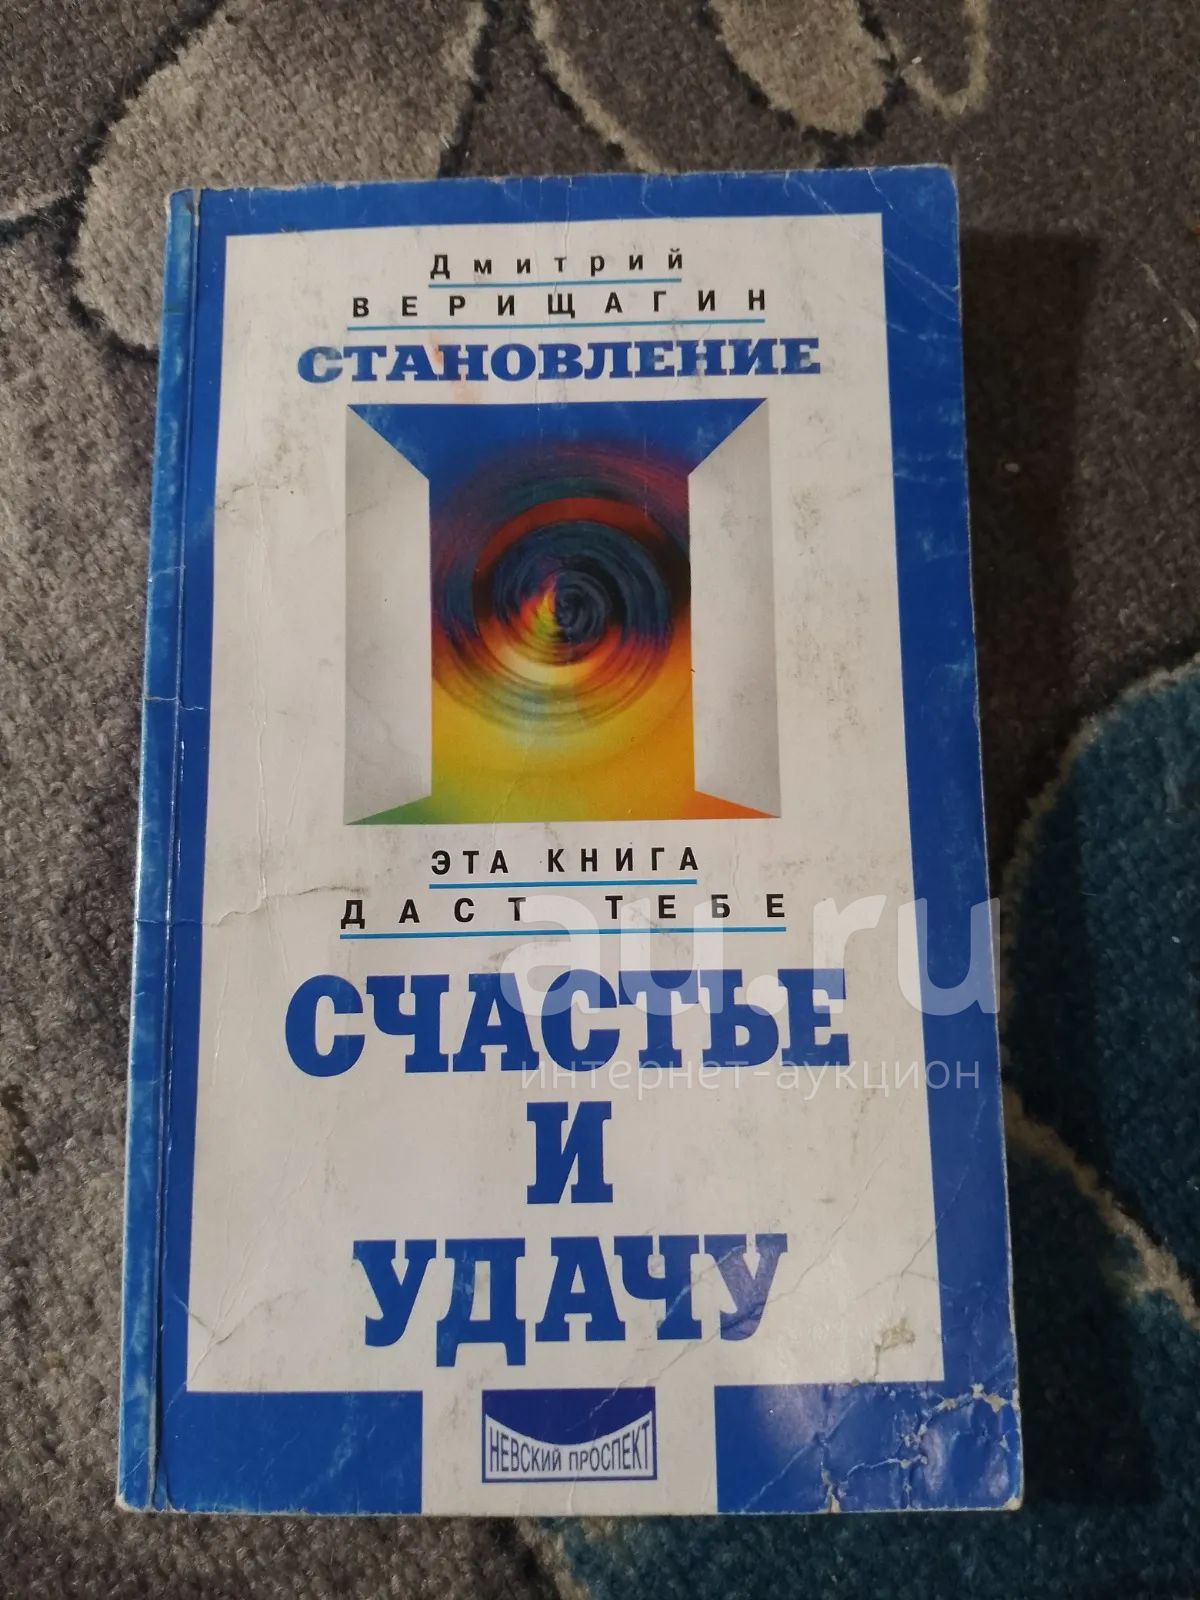 Дмитрий
ВЕРИЩАГИН
СТАНОВЛЕНИЕ
ЭТА КНИГА
ДАСТ ТЕБЕ
au.ru
СЧАСТЬЕ
интернет-аукцион
И
УДАЧУ
НЕВСКИЙ ПРОСПЕКТ